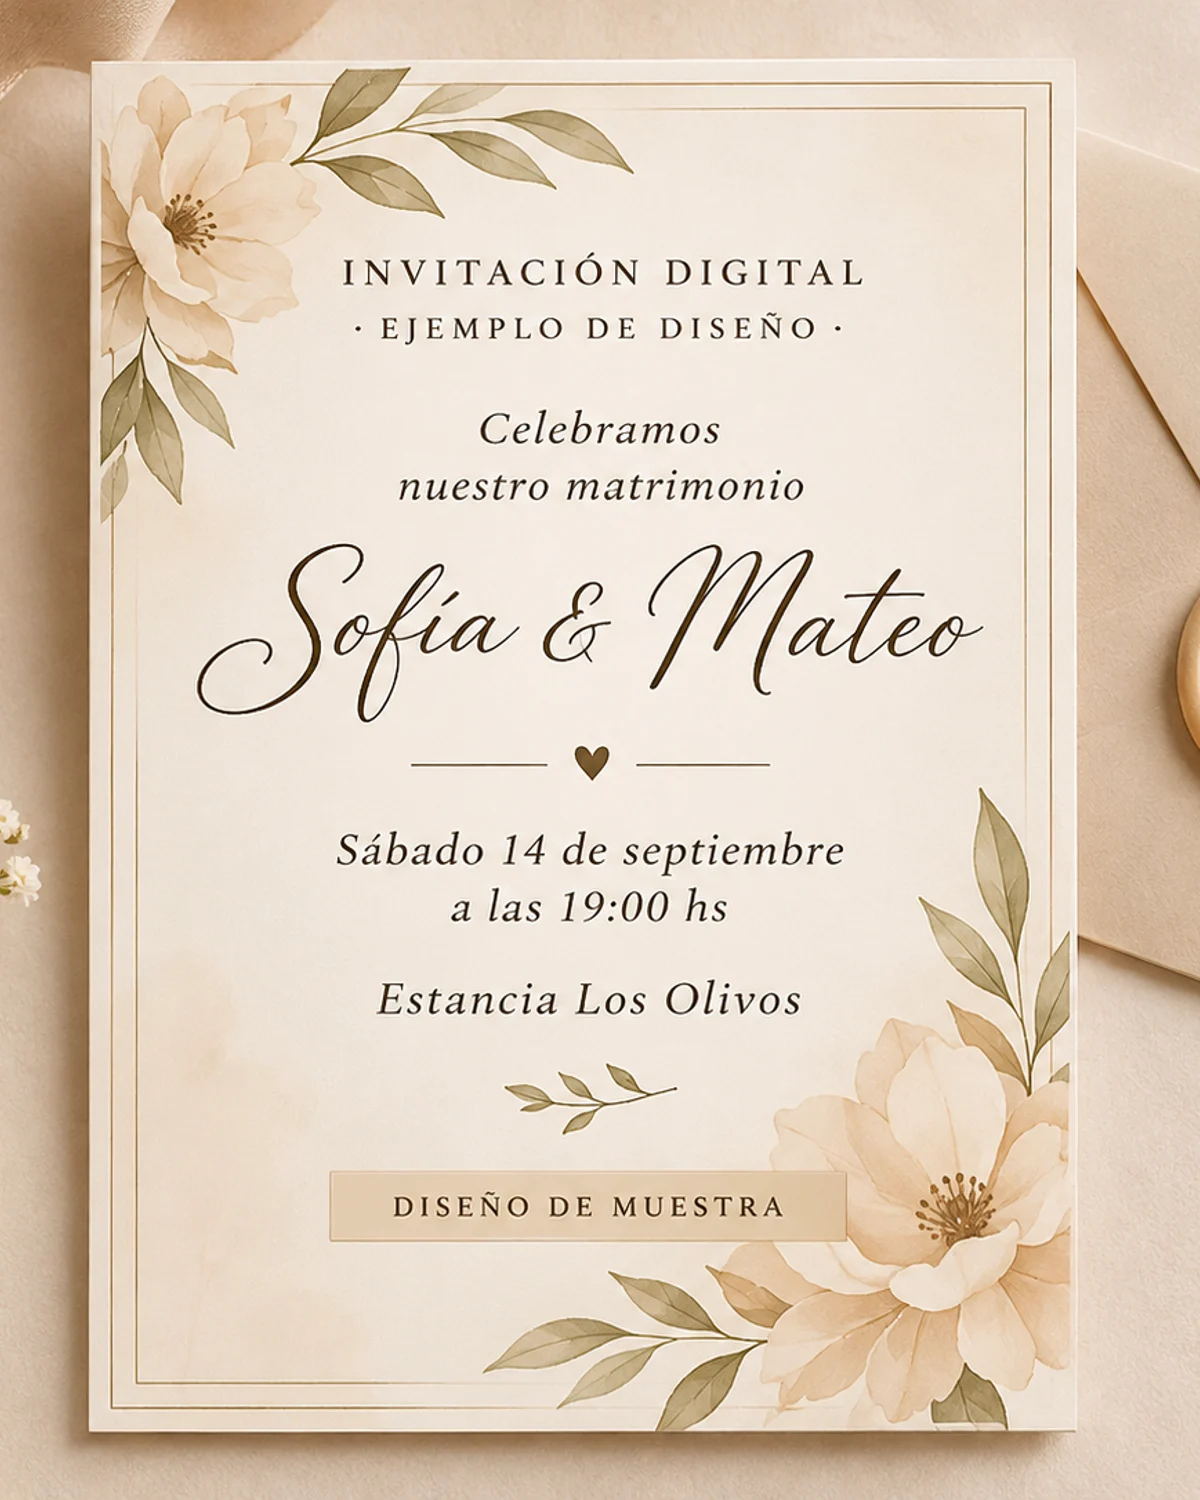 INVITACIÓN DIGITAL
· EJEMPLO DE DISEÑO ·
Celebramos
nuestro matrimonio
Sofía & Mateo
Sábado 14 de septiembre
a las 19:00 hs
Estancia Los Olivos
DISEÑO DE MUESTRA